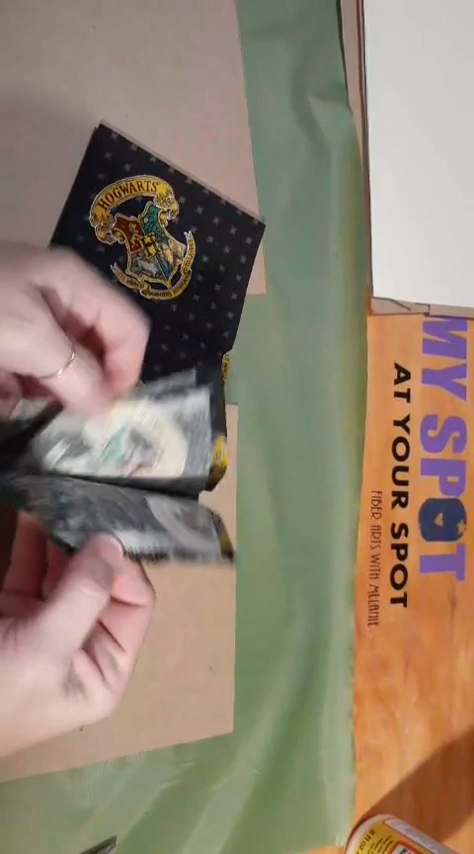 HOGWARTS
MY SPOT
AT YOUR SPOT
FIBER ARTS WITH MELANIE